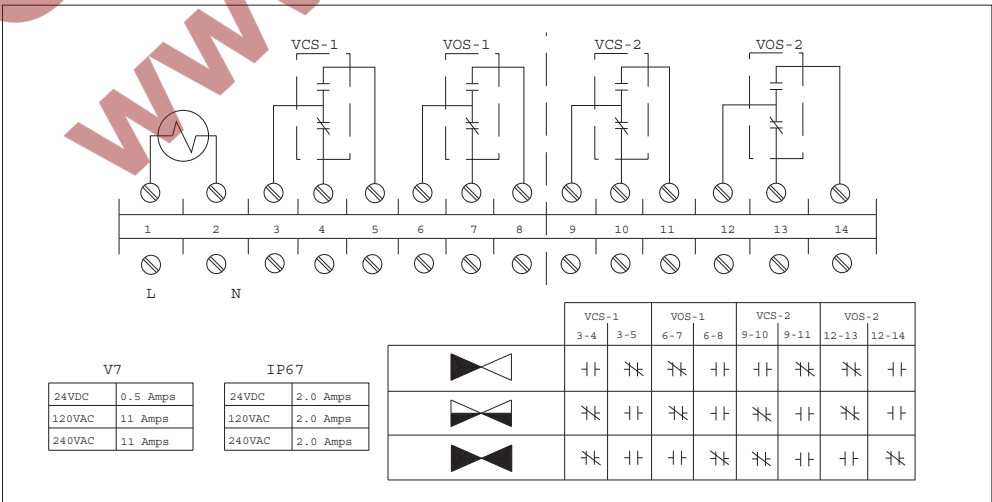 www
VCS-1 VOS-1 VCS-2 VOS-2
1 2 3 4 5 6 7 8 9 10 11 12 13 14
L N
VCS-1 VOS-1 VCS-2 VOS-2
3-4 3-5 6-7 6-8 9-10 9-11 12-13 12-14
V7
24VDC 0.5 Amps
120VAC 11 Amps
240VAC 11 Amps
IP67
24VDC 2.0 Amps
120VAC 2.0 Amps
240VAC 2.0 Amps